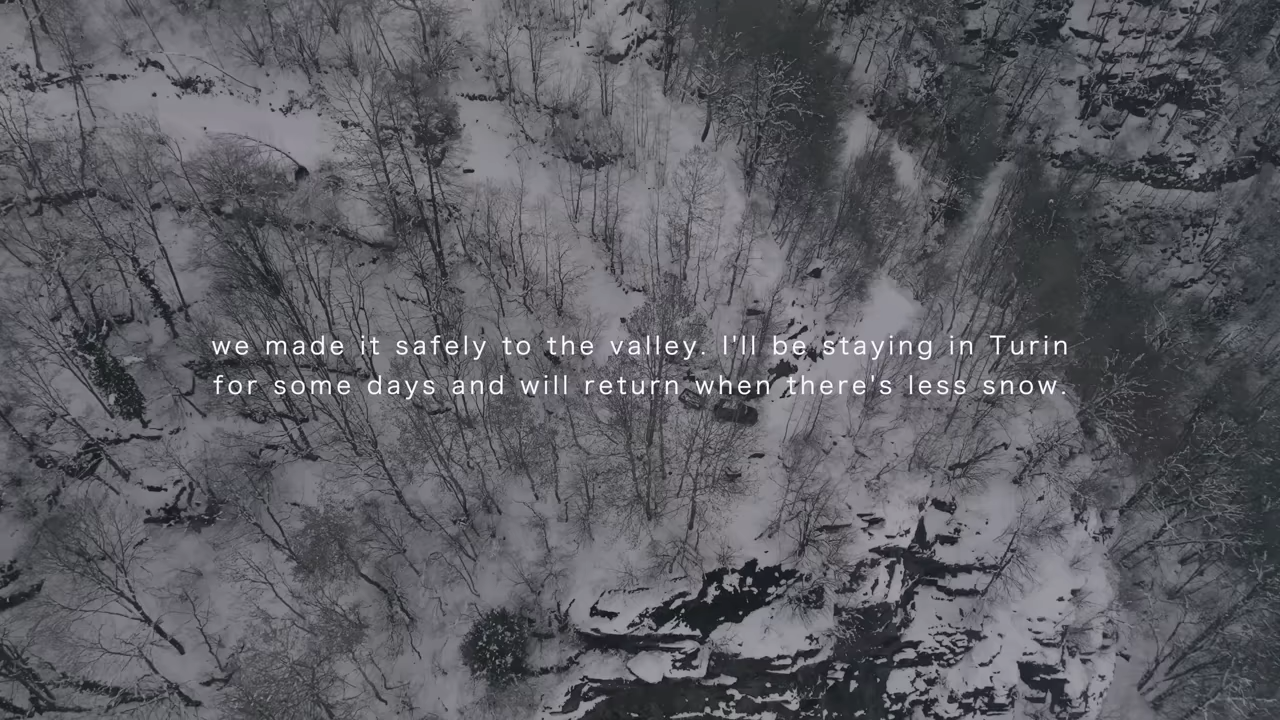 we made it safely to the valley. I'll be staying in Turin
for some days and will return when there's less snow.